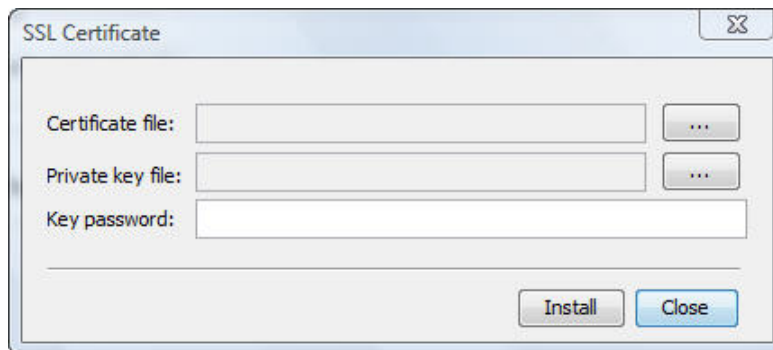 SSL Certificate
Certificate file: ...
Private key file: ...
Key password:
Install Close